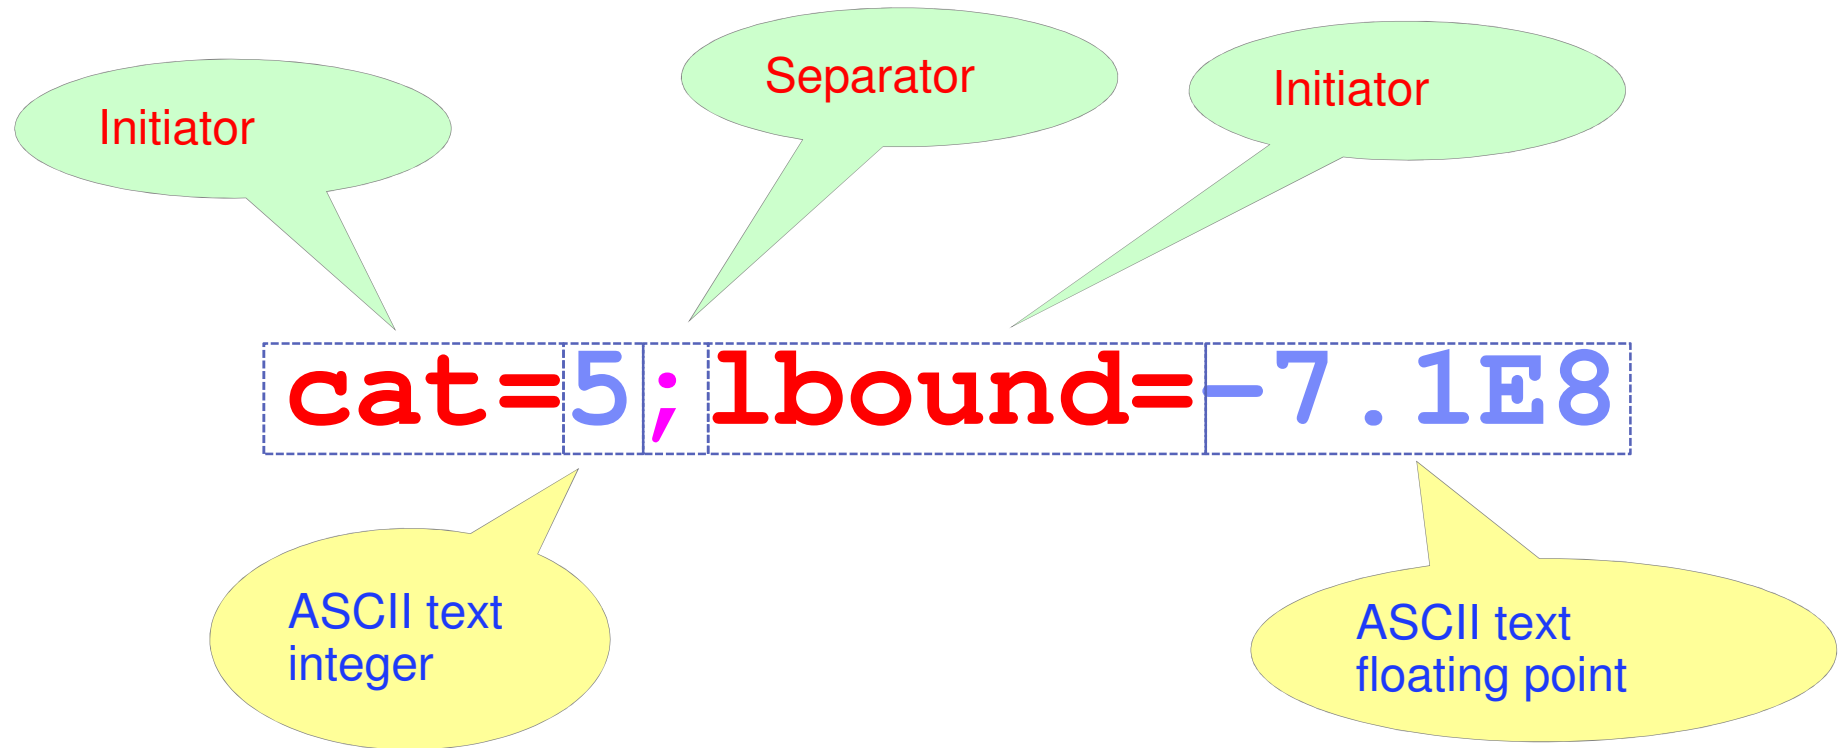 Separator
Initiator
Initiator
cat=5;lbound=-7.1E8
ASCII text
integer
ASCII text
floating point